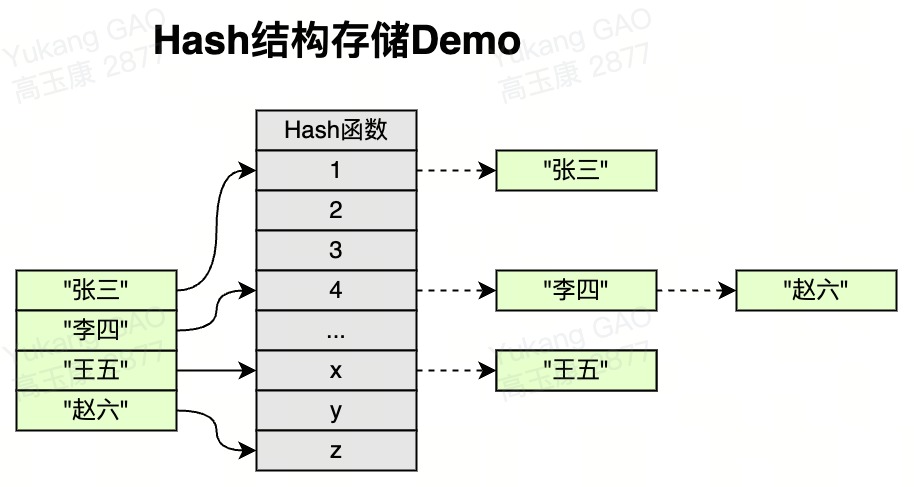 Hash结构存储Demo
Yukang GAO
高玉康 2877
Yukang GAO
高玉康 2877
Hash函数
1
"张三"
2
3
"张三"
4
"李四"
"赵六"
"李四"
...
Yukang GAO
高玉康 2877
Yukang GAO
高玉康 2877
"王五"
x
"王五"
"赵六"
y
z